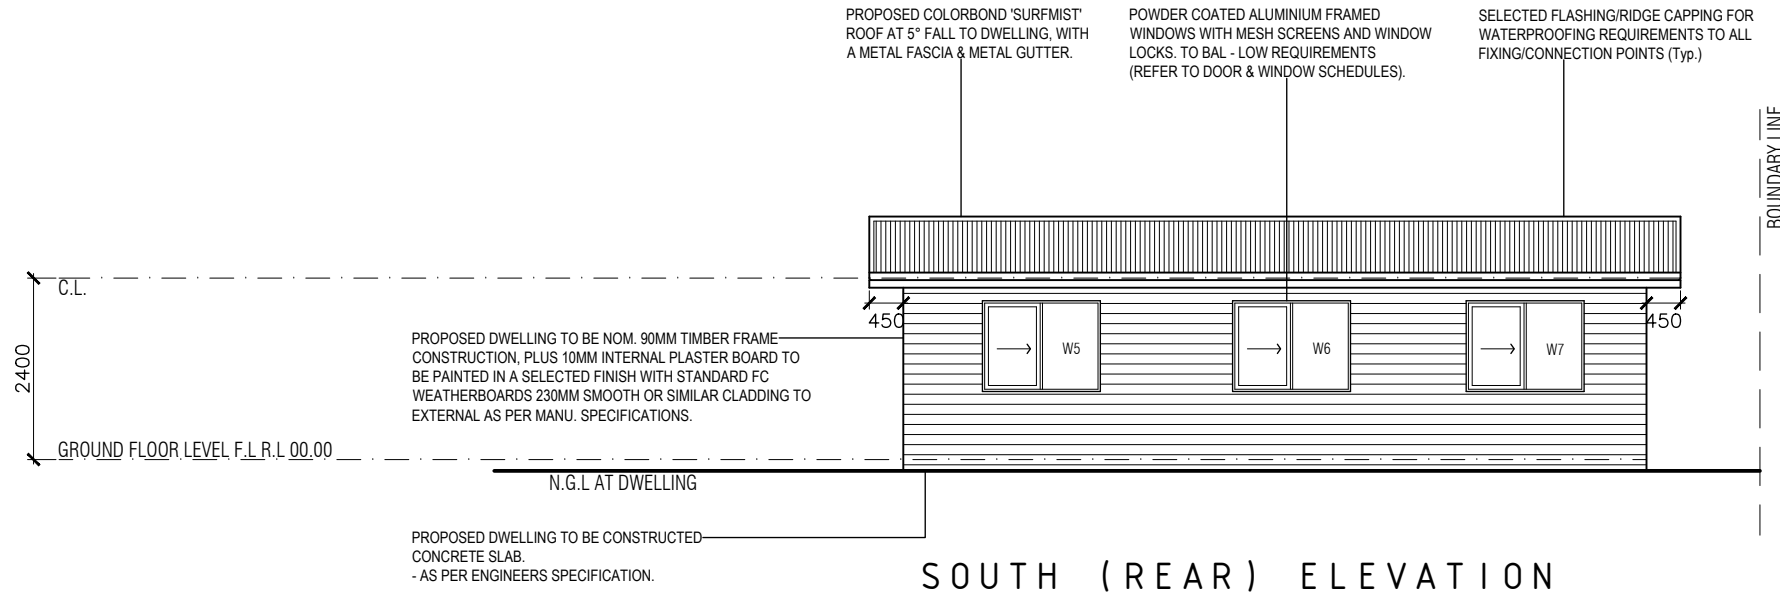 PROPOSED COLORBOND 'SURFMIST'
ROOF AT 5° FALL TO DWELLING, WITH
A METAL FASCIA & METAL GUTTER.
POWDER COATED ALUMINIUM FRAMED
WINDOWS WITH MESH SCREENS AND WINDOW
LOCKS. TO BAL - LOW REQUIREMENTS
(REFER TO DOOR & WINDOW SCHEDULES).
SELECTED FLASHING/RIDGE CAPPING FOR
WATERPROOFING REQUIREMENTS TO ALL
FIXING/CONNECTION POINTS (Typ.)
BOUNDARY LINE
C.L.
450
450
2400
W5
W6
W7
PROPOSED DWELLING TO BE NOM. 90MM TIMBER FRAME
CONSTRUCTION, PLUS 10MM INTERNAL PLASTER BOARD TO
BE PAINTED IN A SELECTED FINISH WITH STANDARD FC
WEATHERBOARDS 230MM SMOOTH OR SIMILAR CLADDING TO
EXTERNAL AS PER MANU. SPECIFICATIONS.
GROUND FLOOR LEVEL F.L R.L 00.00
N.G.L AT DWELLING
PROPOSED DWELLING TO BE CONSTRUCTED
CONCRETE SLAB.
- AS PER ENGINEERS SPECIFICATION.
SOUTH (REAR) ELEVATION